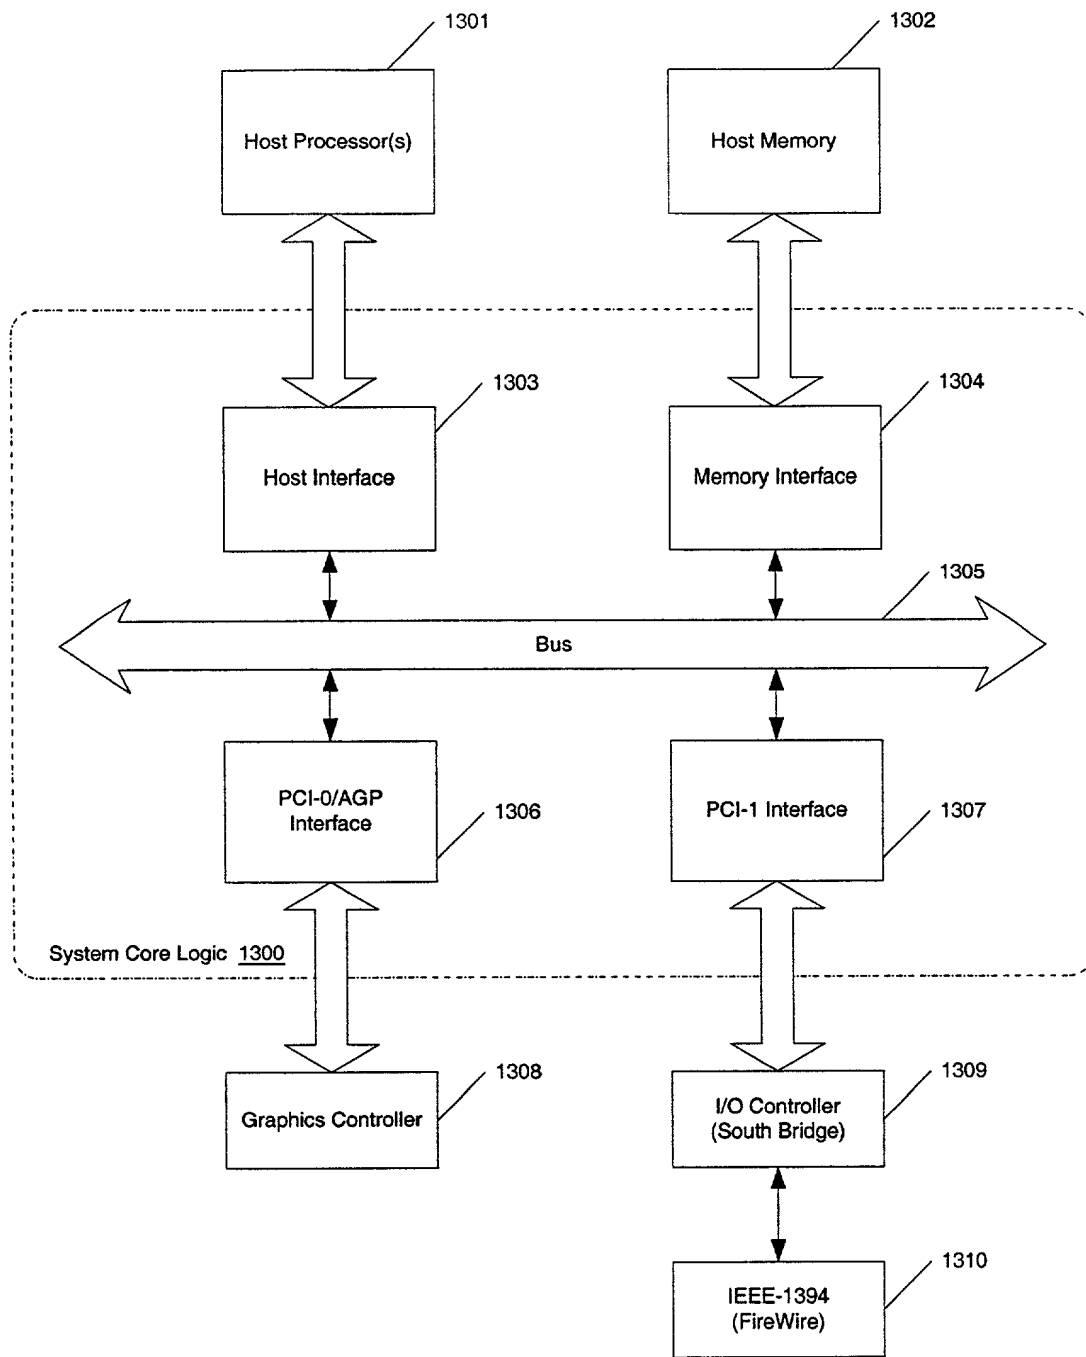 1301
1302
Host Processor(s)
Host Memory
1303
1304
Host Interface
Memory Interface
1305
Bus
PCI-0/AGP
Interface
1306
PCI-1 Interface
1307
System Core Logic 1300
1308
Graphics Controller
1309
I/O Controller
(South Bridge)
1310
IEEE-1394
(FireWire)